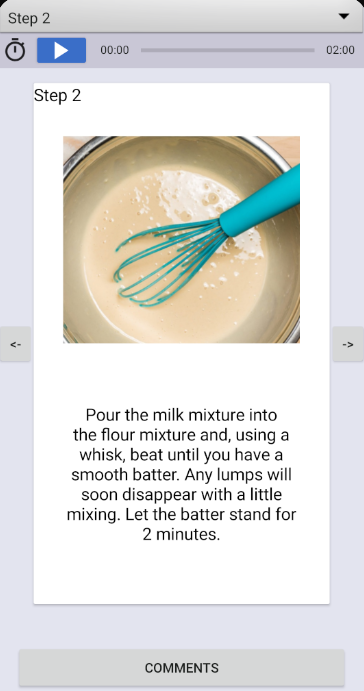 Step 2
00:00
02:00
Step 2
<-
->
Pour the milk mixture into
the flour mixture and, using a
whisk, beat until you have a
smooth batter. Any lumps will
soon disappear with a little
mixing. Let the batter stand for
2 minutes.
COMMENTS